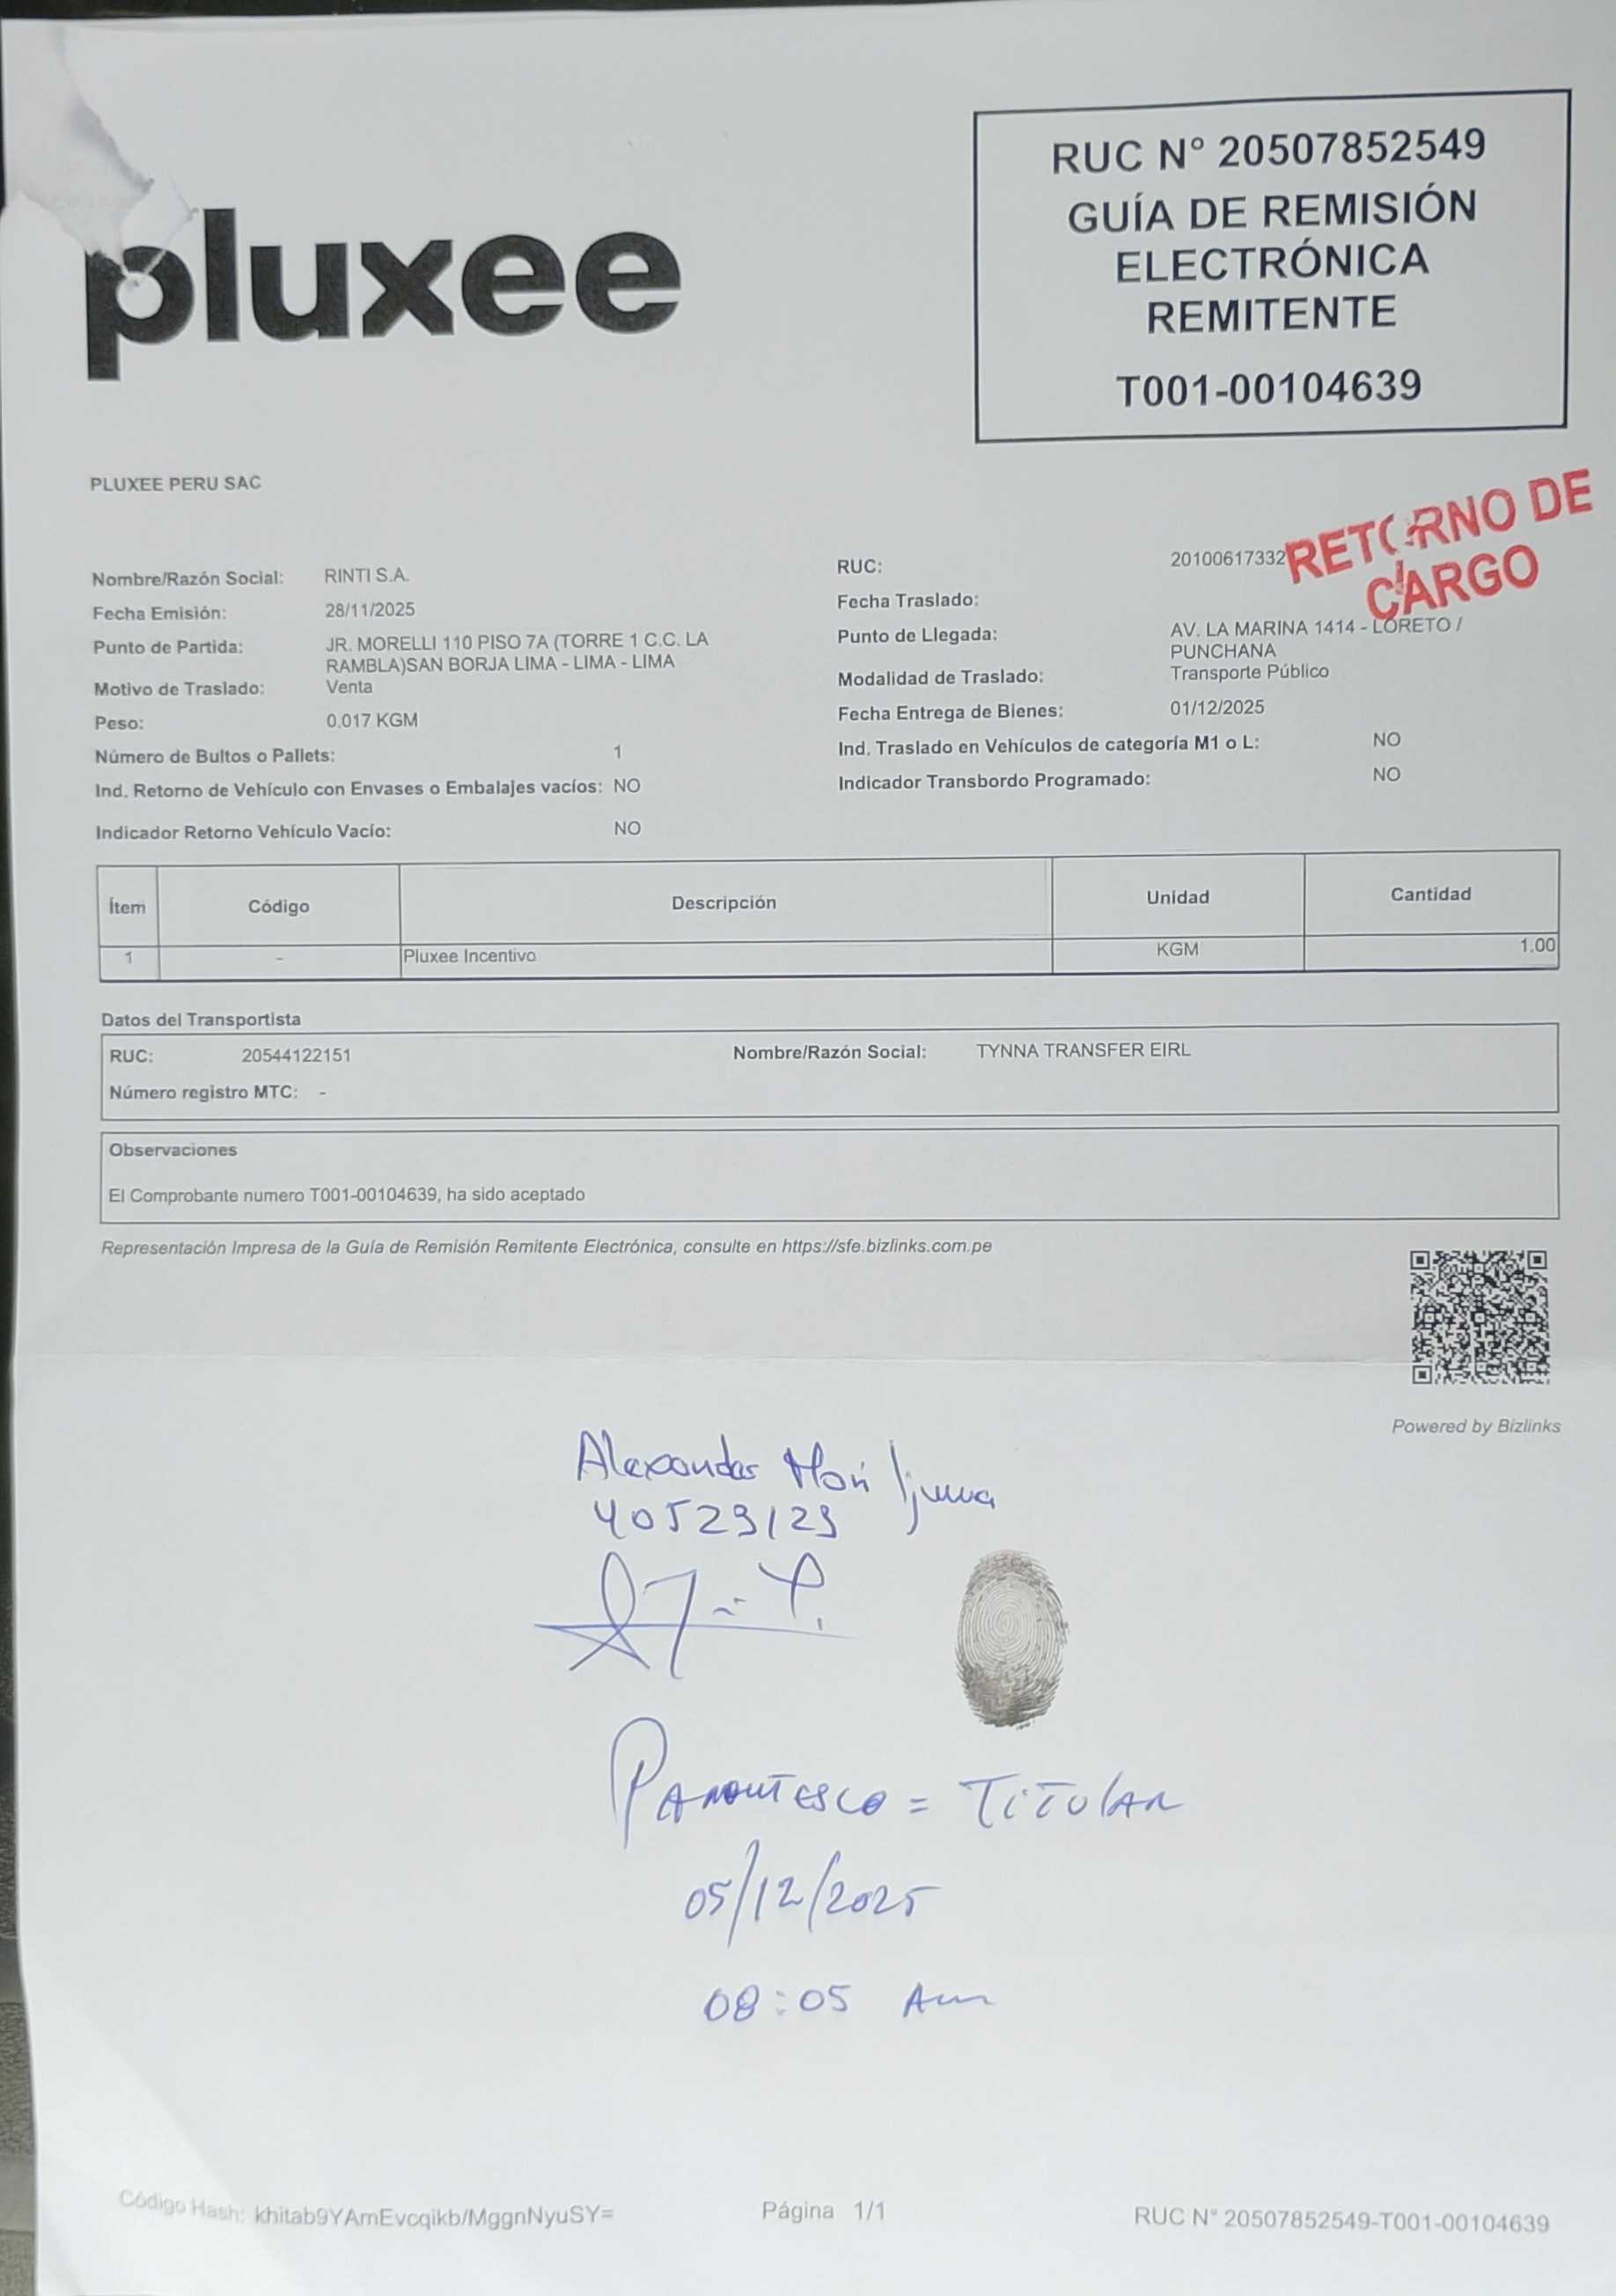 pluxee
RUC N° 20507852549
GUÍA DE REMISIÓN
ELECTRÓNICA
REMITENTE
T001-00104639
PLUXEE PERU SAC
RETORNO DE
CARGO
Nombre/Razón Social: RINTI S.A.
Fecha Emisión: 28/11/2025
Punto de Partida: JR. MORELLI 110 PISO 7A (TORRE 1 C.C. LA
RAMBLA)SAN BORJA LIMA - LIMA - LIMA
Motivo de Traslado: Venta
Peso: 0.017 KGM
Número de Bultos o Pallets: 1
Ind. Retorno de Vehículo con Envases o Embalajes vacíos: NO
Indicador Retorno Vehículo Vacío: NO
RUC: 20100617332
Fecha Traslado:
Punto de Llegada: AV. LA MARINA 1414 - LORETO /
PUNCHANA
Modalidad de Traslado: Transporte Público
Fecha Entrega de Bienes: 01/12/2025
Ind. Traslado en Vehículos de categoría M1 o L: NO
Indicador Transbordo Programado: NO
Ítem Código Descripción Unidad Cantidad
1 - Pluxee Incentivo KGM 1.00
Datos del Transportista
RUC: 20544122151 Nombre/Razón Social: TYNNA TRANSFER EIRL
Número registro MTC: -
Observaciones
El Comprobante numero T001-00104639, ha sido aceptado
Representación Impresa de la Guía de Remisión Remitente Electrónica, consulte en https://sfe.bizlinks.com.pe
Powered by Bizlinks
Alexander Mori
40529129
Parentesco = Titular
05/12/2025
08:05 Am
Código Hash: khitab9YAmEvcqikb/MggnNyuSY= Página 1/1 RUC N° 20507852549-T001-00104639